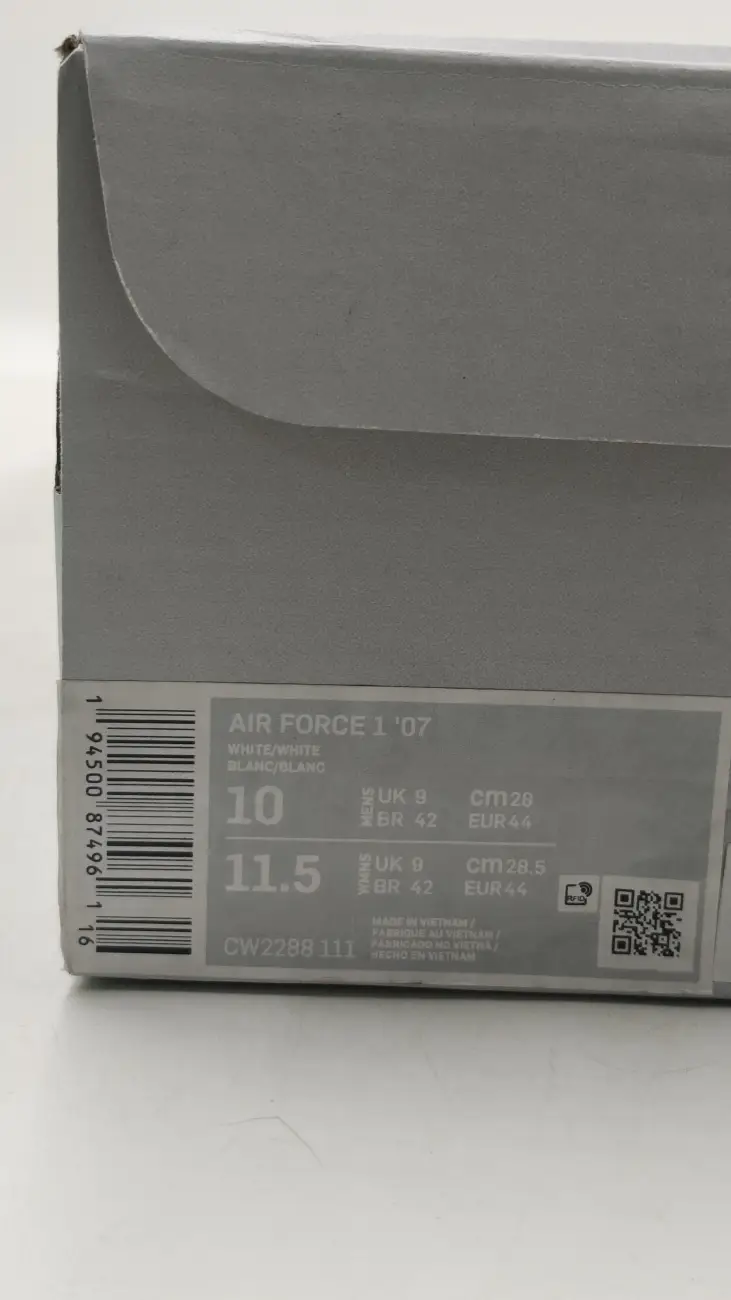 AIR FORCE 1 '07
WHITE/WHITE
BLANC/BLANC
10 MENS UK 9 cm 28
BR 42 EUR 44
11.5 WMNS UK 9 cm 28.5
BR 42 EUR 44
RFID
CW2288 111
MADE IN VIETNAM /
FABRIQUE AU VIETNAM /
FABRICADO NO VIETNA /
HECHO EN VIETNAM
1 94500 87496 1 16